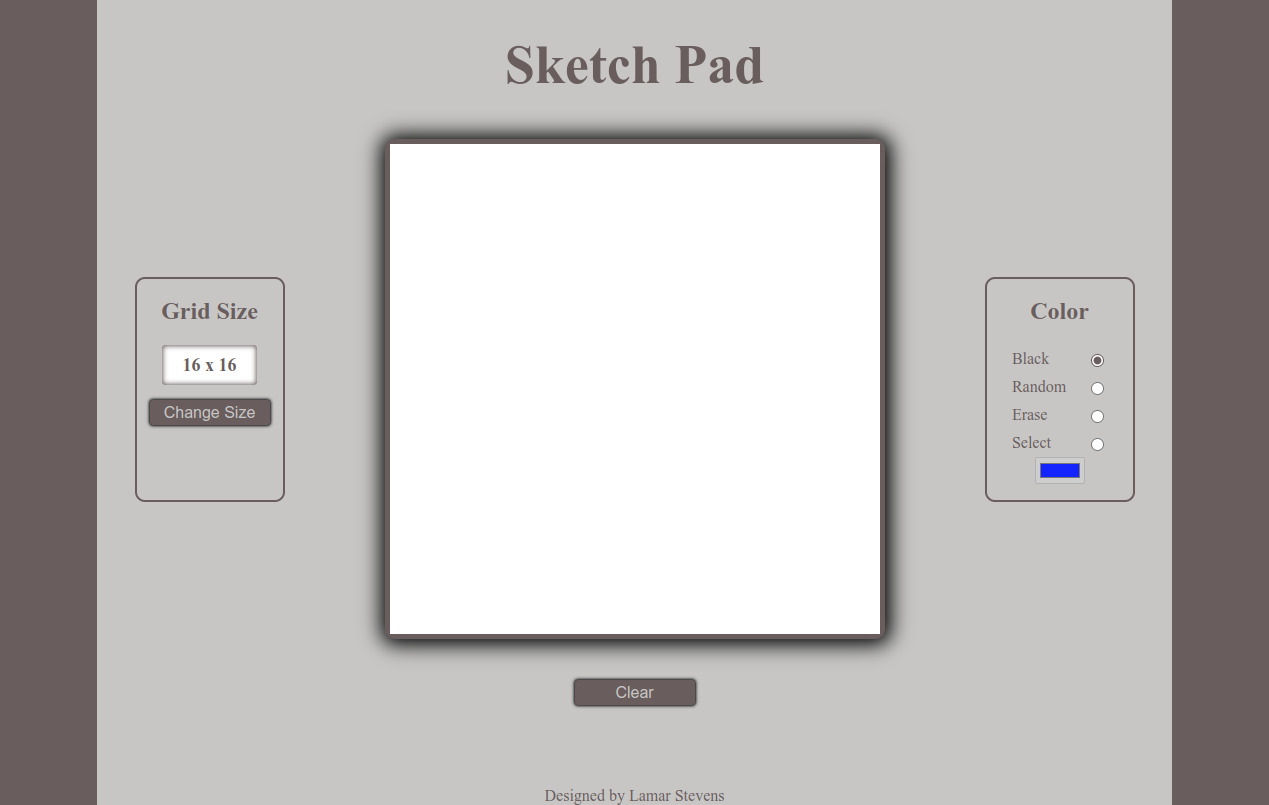 Sketch Pad
Grid Size
16 x 16
Change Size
Color
Black
Random
Erase
Select
Clear
Designed by Lamar Stevens